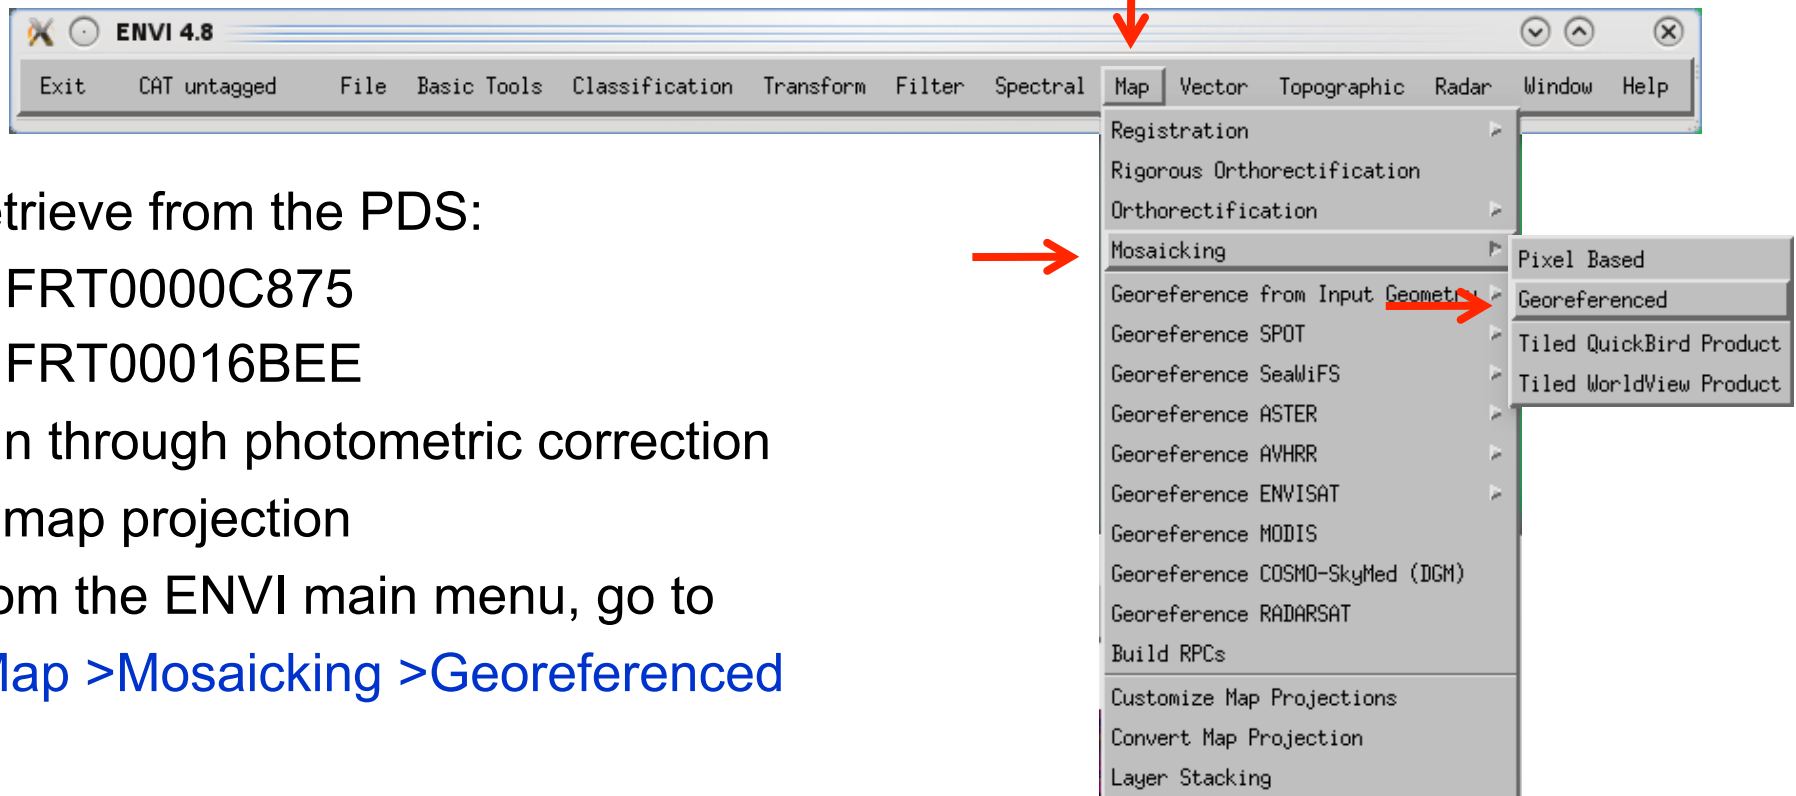 ENVI 4.8
Exit CAT untagged File Basic Tools Classification Transform Filter Spectral Map Vector Topographic Radar Window Help
etrieve from the PDS:
FRT0000C875
FRT00016BEE
n through photometric correction
map projection
om the ENVI main menu, go to
Map >Mosaicking >Georeferenced
Registration
Rigorous Orthorectification
Orthorectification
Mosaicking
Georeference from Input Geometry
Georeference SPOT
Georeference SeaWiFS
Georeference ASTER
Georeference AVHRR
Georeference ENVISAT
Georeference MODIS
Georeference COSMO-SkyMed (DGM)
Georeference RADARSAT
Build RPCs
Customize Map Projections
Convert Map Projection
Layer Stacking
Pixel Based
Georeferenced
Tiled QuickBird Product
Tiled WorldView Product